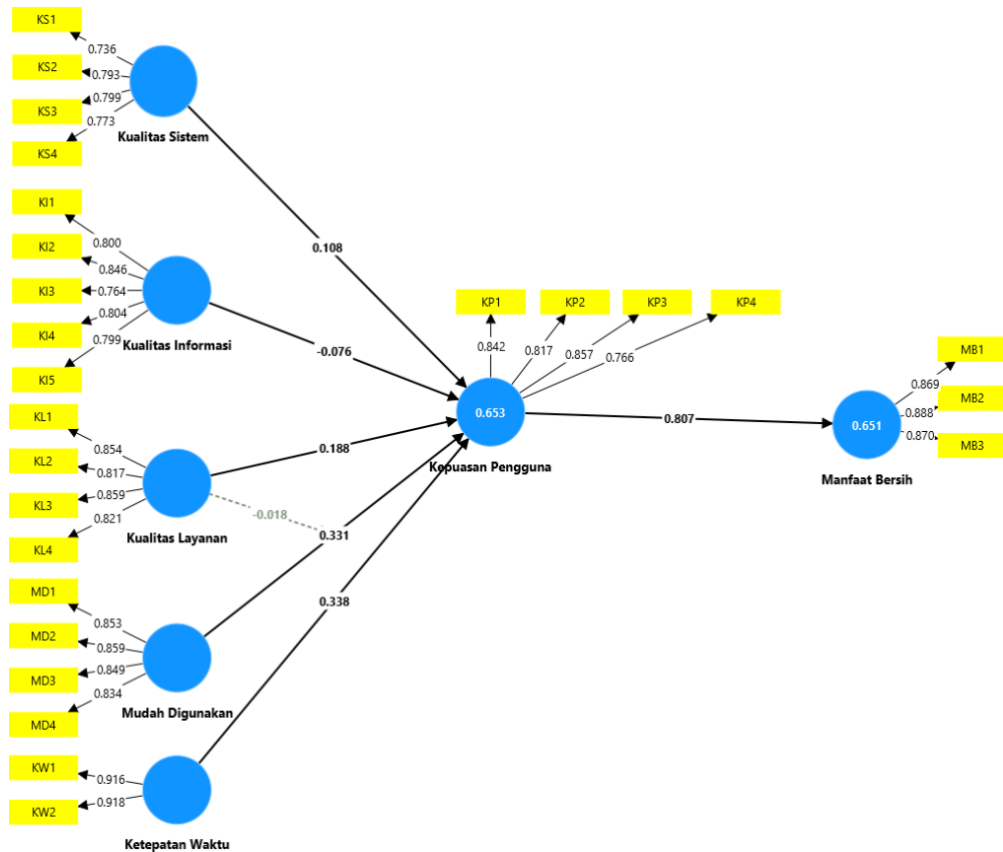 KS1
0.736
KS2
0.793
KS3
0.799
0.773
KS4
Kualitas Sistem
KI1
0.800
KI2
0.846
KI3
0.764
KI4
0.804
0.799
KI5
Kualitas Informasi
KL1
0.854
KL2
0.817
KL3
0.859
0.821
KL4
Kualitas Layanan
MD1
0.853
MD2
0.859
MD3
0.849
0.834
MD4
Mudah Digunakan
KW1
0.916
KW2
0.918
Ketepatan Waktu
0.108
-0.076
0.188
-0.018
0.331
0.338
KP1
KP2
KP3
KP4
0.842
0.817
0.857
0.766
0.653
Kepuasan Pengguna
0.807
0.651
Manfaat Bersih
MB1
0.869
MB2
0.888
MB3
0.870